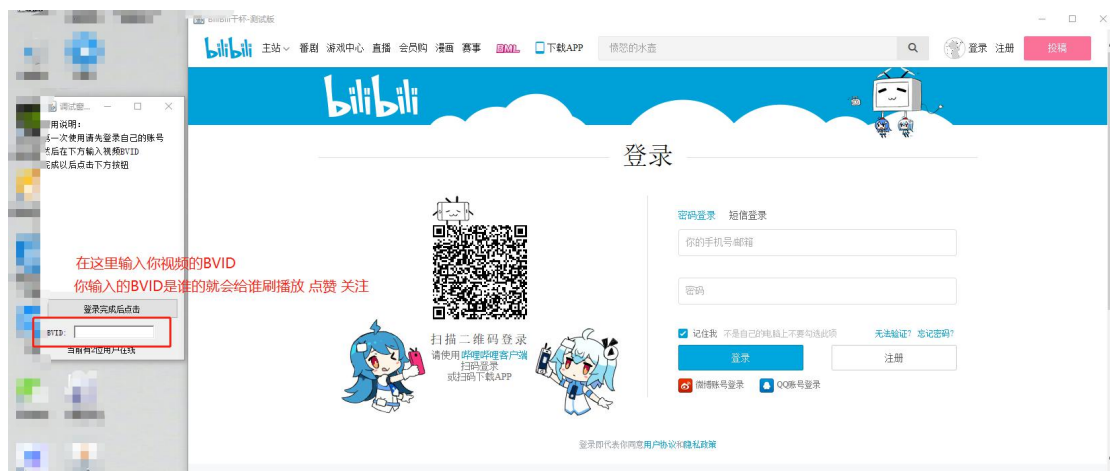 bilibili干杯-测试版
bilibili 主站 番剧 游戏中心 直播 会员购 漫画 赛事 BML 下载APP 愤怒的水壶 登录 注册 投稿
bilibili
登录
用说明：
一次使用请先登录自己的账号
然后在下方输入视频BVID
完成以后点击下方按钮
在这里输入你视频的BVID
你输入的BVID是谁的就会给谁刷播放 点赞 关注
登录完成后点击
BVID:
当前有2位用户在线
扫描二维码登录
请使用哔哩哔哩客户端
扫码登录
或扫码下载APP
密码登录 短信登录
你的手机号/邮箱
密码
记住我 不是自己的电脑上不要勾选此项 无法验证？ 忘记密码？
登录 注册
微博账号登录 QQ账号登录
登录即代表你同意用户协议和隐私政策